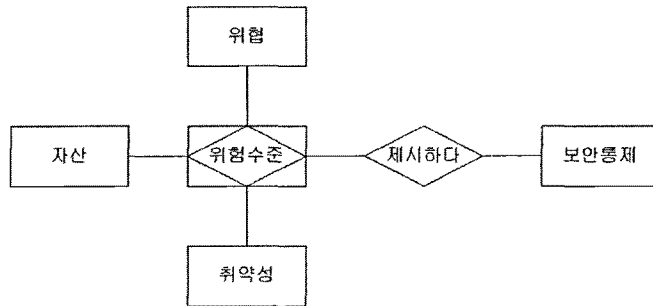 위협
자산
위험수준
제시하다
보안통제
취약성